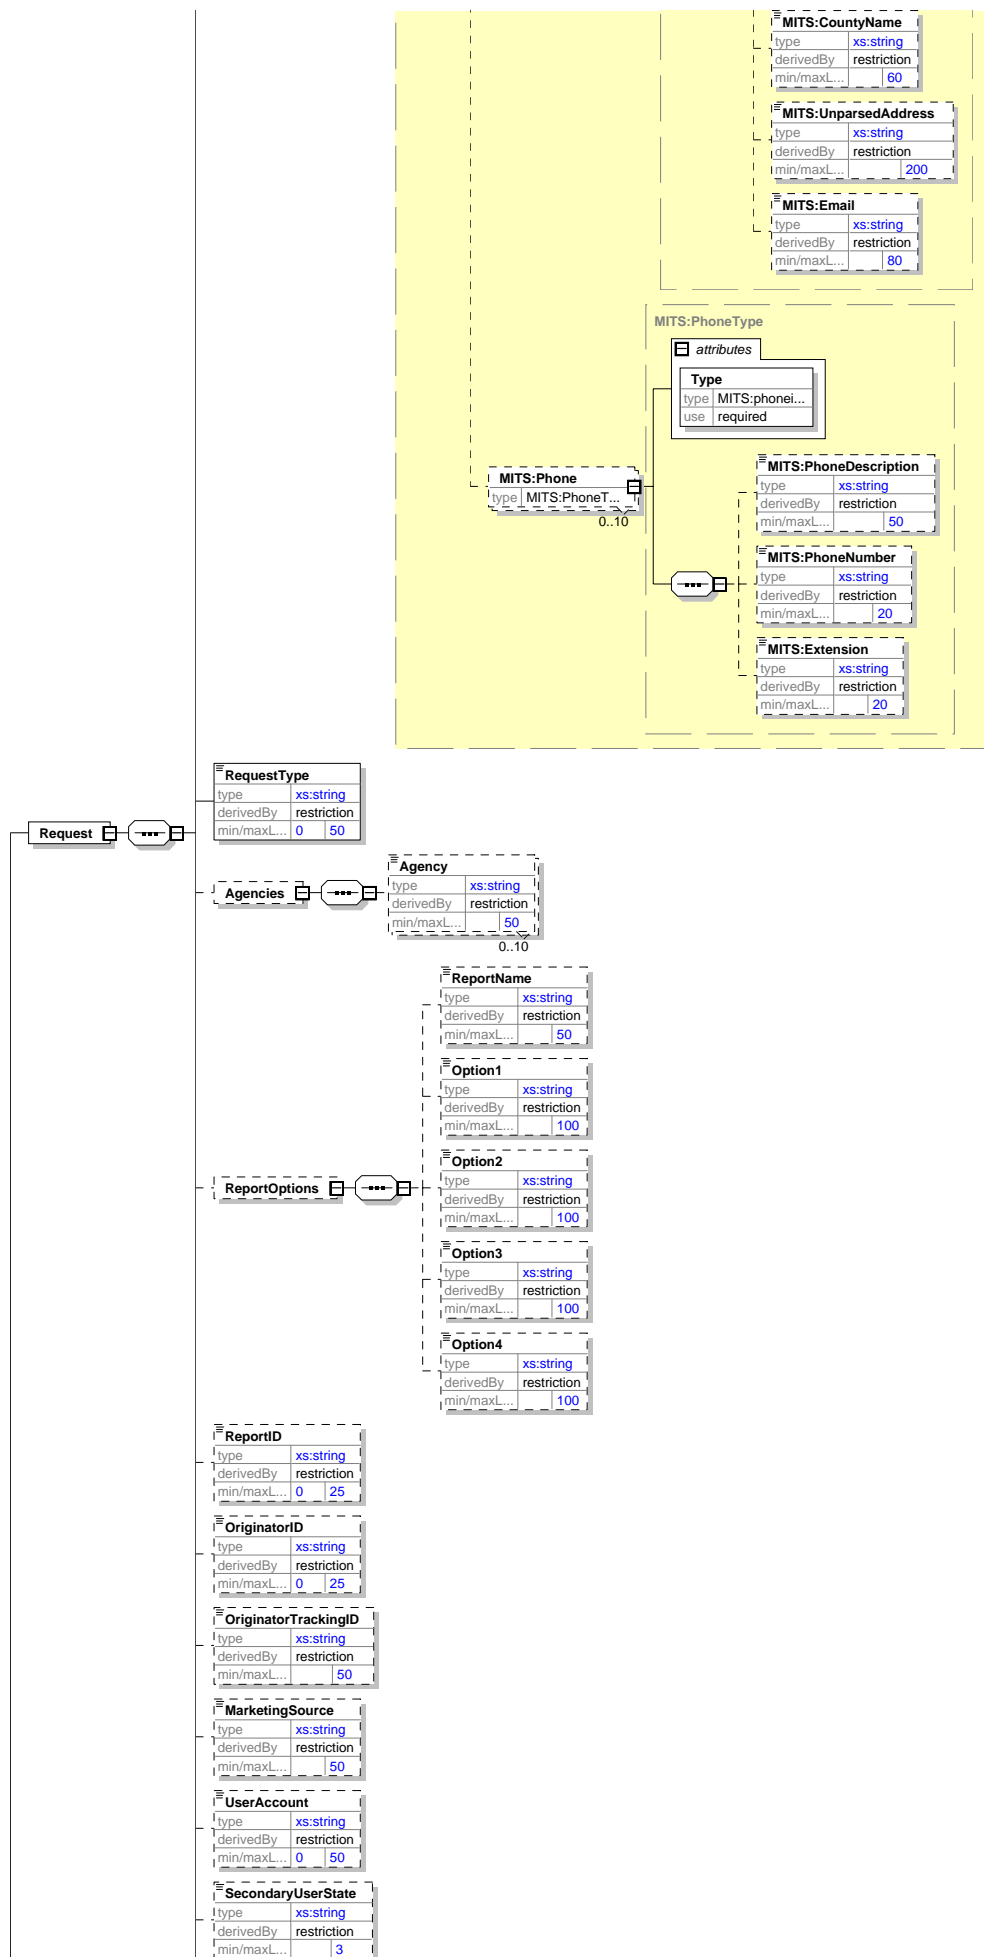 MITS:CountyName
type xs:string
derivedBy restriction
min/maxL... 60
MITS:UnparsedAddress
type xs:string
derivedBy restriction
min/maxL... 200
MITS:Email
type xs:string
derivedBy restriction
min/maxL... 80
MITS:PhoneType
attributes
Type
type MITS:phonei...
use required
MITS:Phone
type MITS:PhoneT...
0..10
MITS:PhoneDescription
type xs:string
derivedBy restriction
min/maxL... 50
MITS:PhoneNumber
type xs:string
derivedBy restriction
min/maxL... 20
MITS:Extension
type xs:string
derivedBy restriction
min/maxL... 20
Request
RequestType
type xs:string
derivedBy restriction
min/maxL... 0 50
Agencies
Agency
type xs:string
derivedBy restriction
min/maxL... 50
0..10
ReportOptions
ReportName
type xs:string
derivedBy restriction
min/maxL... 50
Option1
type xs:string
derivedBy restriction
min/maxL... 100
Option2
type xs:string
derivedBy restriction
min/maxL... 100
Option3
type xs:string
derivedBy restriction
min/maxL... 100
Option4
type xs:string
derivedBy restriction
min/maxL... 100
ReportID
type xs:string
derivedBy restriction
min/maxL... 0 25
OriginatorID
type xs:string
derivedBy restriction
min/maxL... 0 25
OriginatorTrackingID
type xs:string
derivedBy restriction
min/maxL... 50
MarketingSource
type xs:string
derivedBy restriction
min/maxL... 50
UserAccount
type xs:string
derivedBy restriction
min/maxL... 0 50
SecondaryUserState
type xs:string
derivedBy restriction
min/maxL... 3